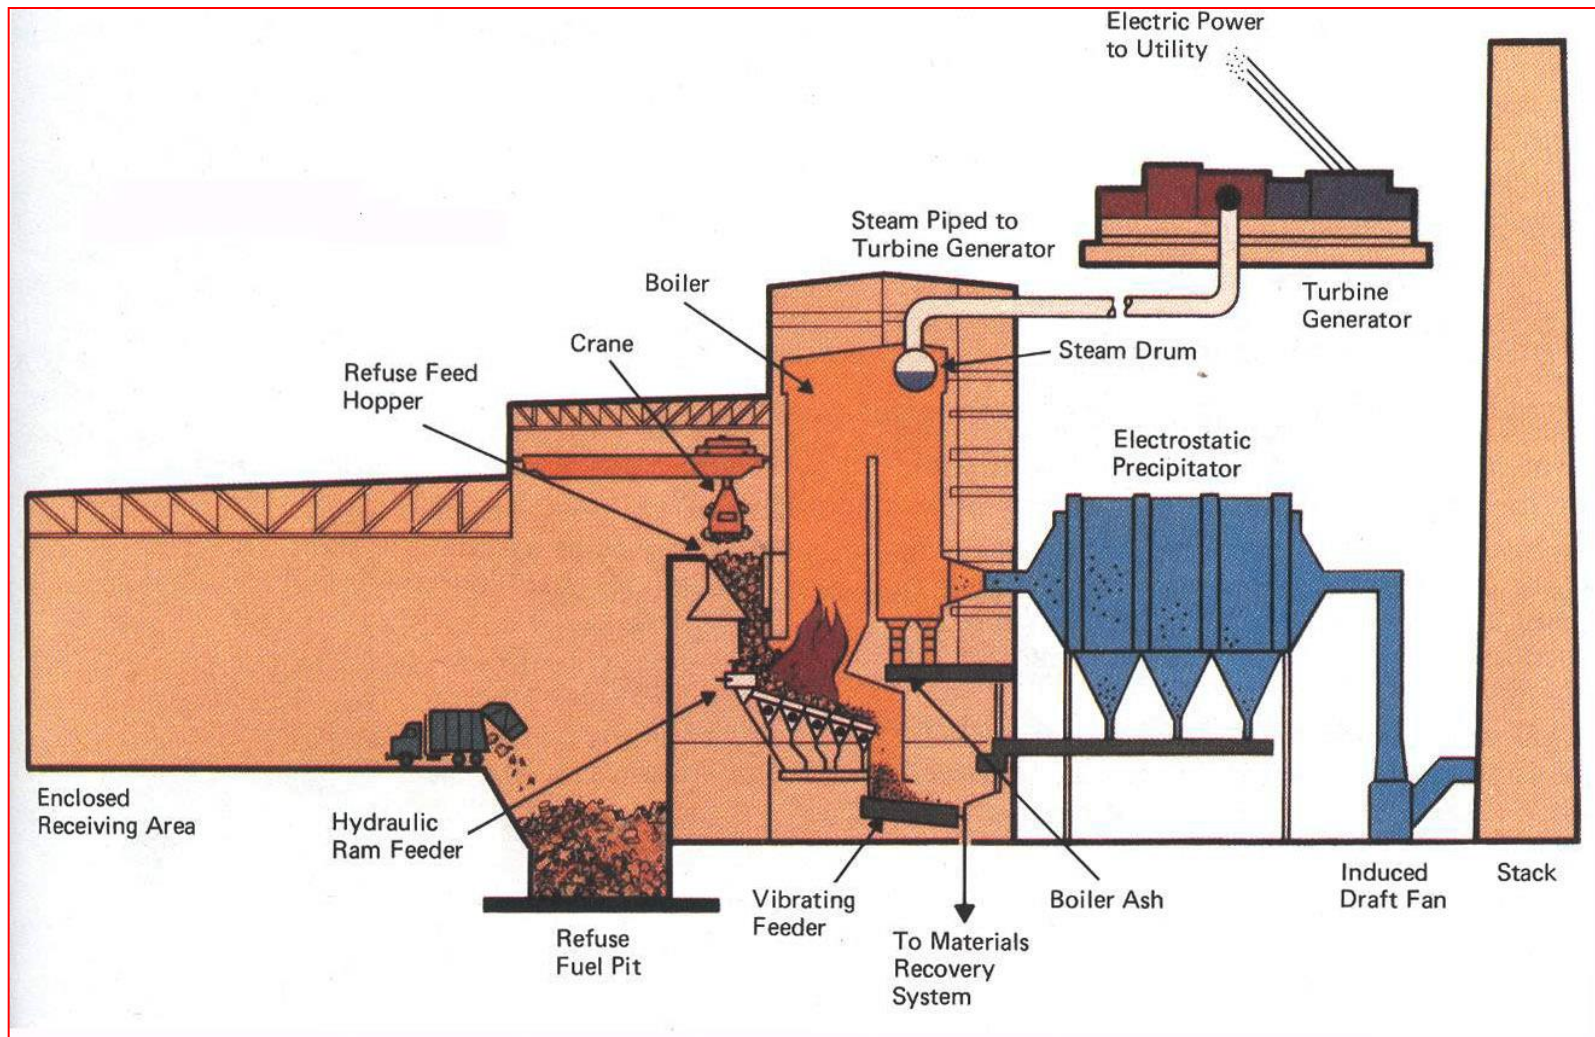 Electric Power
to Utility
Steam Piped to
Turbine Generator
Boiler
Turbine
Generator
Crane
Steam Drum
Refuse Feed
Hopper
Electrostatic
Precipitator
Enclosed
Receiving Area
Hydraulic
Ram Feeder
Vibrating
Feeder
Boiler Ash
Induced
Draft Fan
Stack
Refuse
Fuel Pit
To Materials
Recovery
System